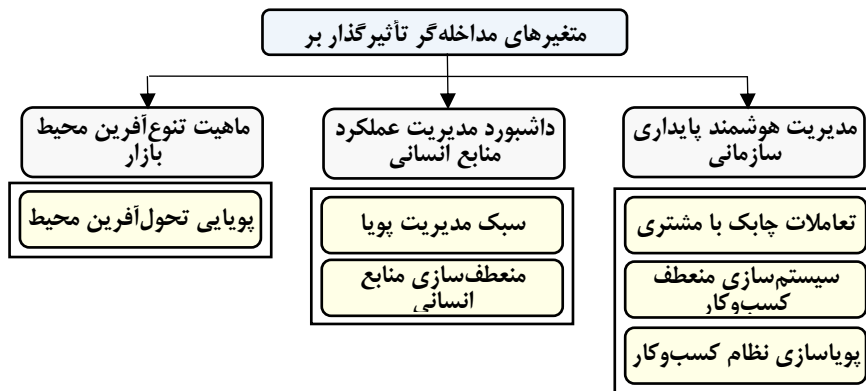 متغیرهای مداخله‌گر تأثیرگذار بر
مدیریت هوشمند پایداری
سازمانی
تعاملات چابک با مشتری
سیستم‌سازی منعطف
کسب‌وکار
پویاسازی نظام کسب‌وکار
داشبورد مدیریت عملکرد
منابع انسانی
سبک مدیریت پویا
منعطف‌سازی منابع
انسانی
ماهیت تنوع‌آفرین محیط
بازار
پویایی تحول‌آفرین محیط